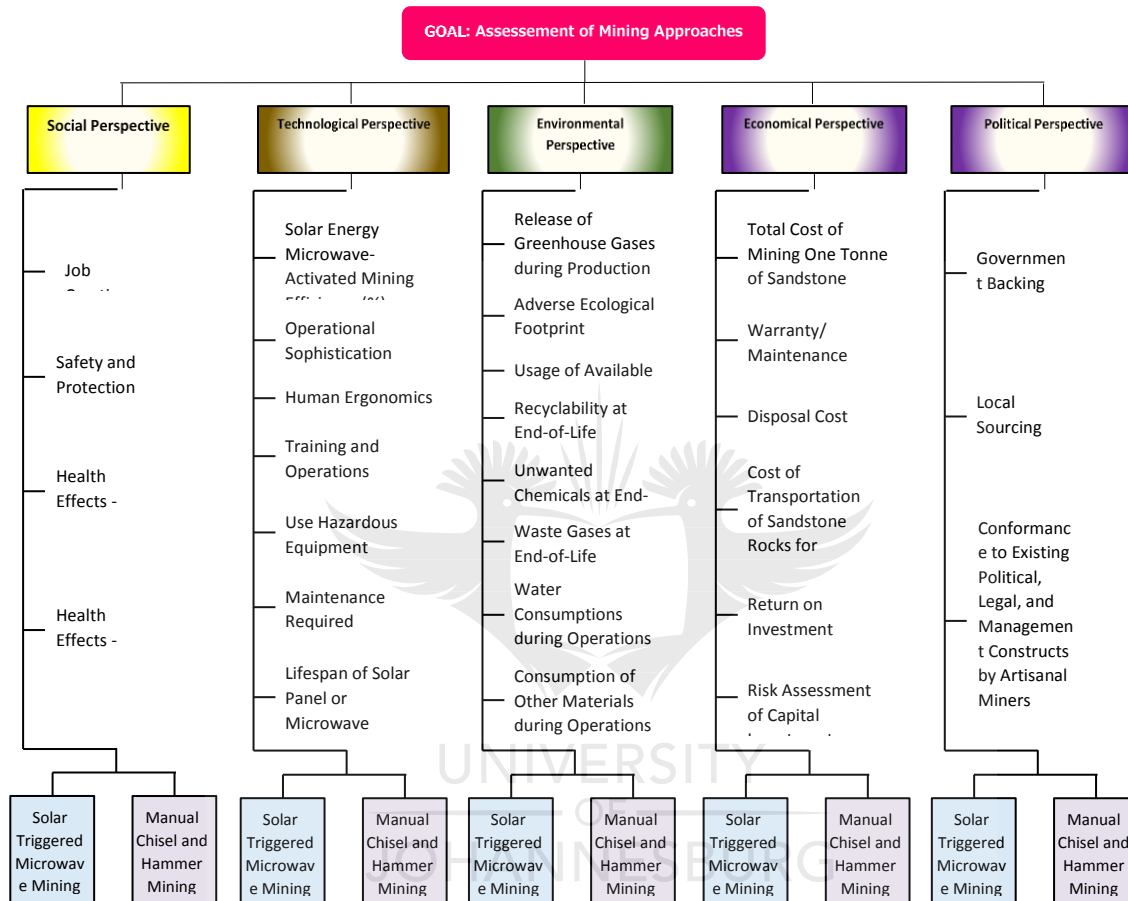 GOAL: Assessement of Mining Approaches
Social Perspective
Technological Perspective
Environmental
Perspective
Economical Perspective
Political Perspective
Job
Safety and
Protection
Health
Effects -
Health
Effects -
Solar Energy
Microwave-
Activated Mining
Operational
Sophistication
Human Ergonomics
Training and
Operations
Use Hazardous
Equipment
Maintenance
Required
Lifespan of Solar
Panel or
Microwave
Release of
Greenhouse Gases
during Production
Adverse Ecological
Footprint
Usage of Available
Recyclability at
End-of-Life
Unwanted
Chemicals at End-
Waste Gases at
End-of-Life
Water
Consumptions
during Operations
Consumption of
Other Materials
during Operations
Total Cost of
Mining One Tonne
of Sandstone
Warranty/
Maintenance
Disposal Cost
Cost of
Transportation
of Sandstone
Rocks for
Return on
Investment
Risk Assessment
of Capital
Governmen
t Backing
Local
Sourcing
Conformanc
e to Existing
Political,
Legal, and
Managemen
t Constructs
by Artisanal
Miners
Solar
Triggered
Microwav
e Mining
Manual
Chisel and
Hammer
Mining
Solar
Triggered
Microwav
e Mining
Manual
Chisel and
Hammer
Mining
Solar
Triggered
Microwav
e Mining
Manual
Chisel and
Hammer
Mining
Solar
Triggered
Microwav
e Mining
Manual
Chisel and
Hammer
Mining
Solar
Triggered
Microwav
e Mining
Manual
Chisel and
Hammer
Mining
UNIVERSITY
OF
JOHANNESBURG